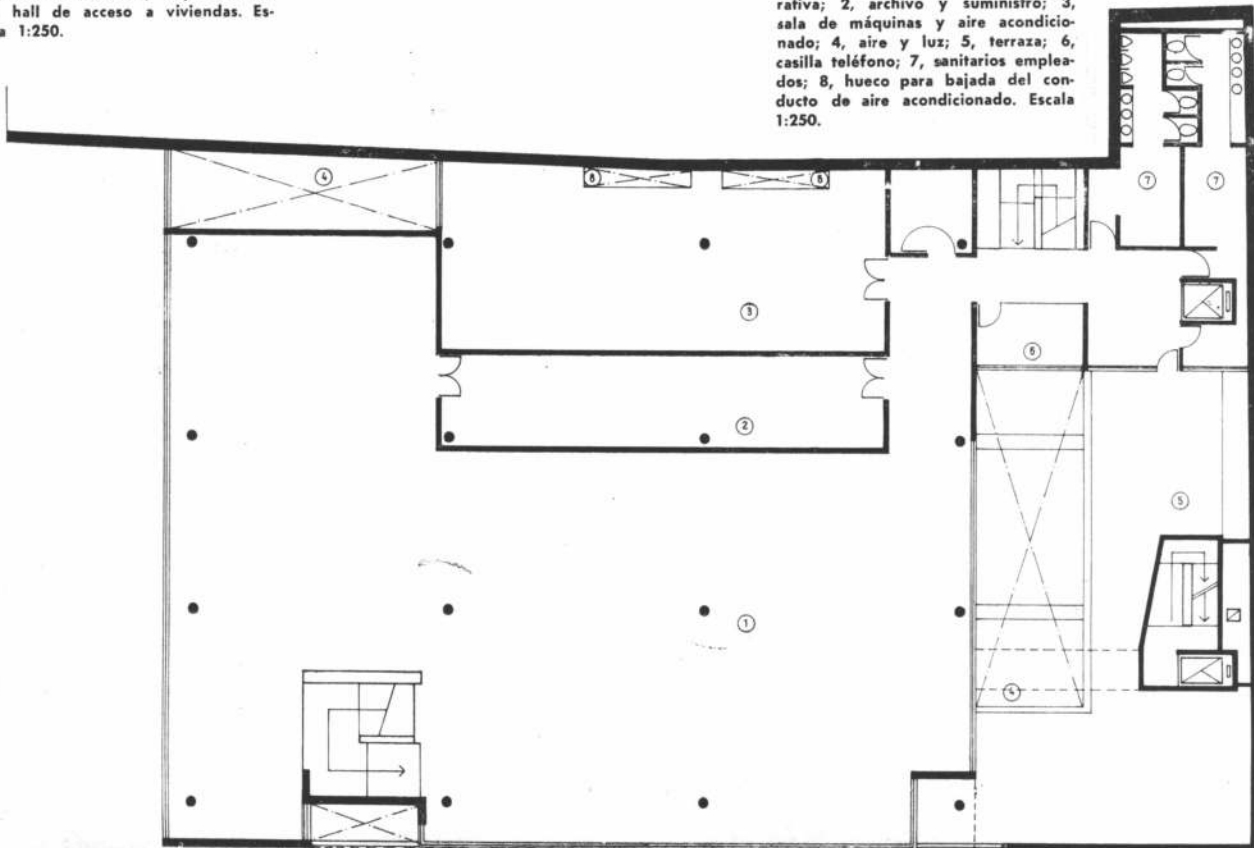 hall de acceso a viviendas. Es-
a 1:250.
rativa; 2, archivo y suministro; 3,
sala de máquinas y aire acondicio-
nado; 4, aire y luz; 5, terraza; 6,
casilla teléfono; 7, sanitarios emplea-
dos; 8, hueco para bajada del con-
ducto de aire acondicionado. Escala
1:250.
4
8
8
7
7
3
6
2
5
1
4